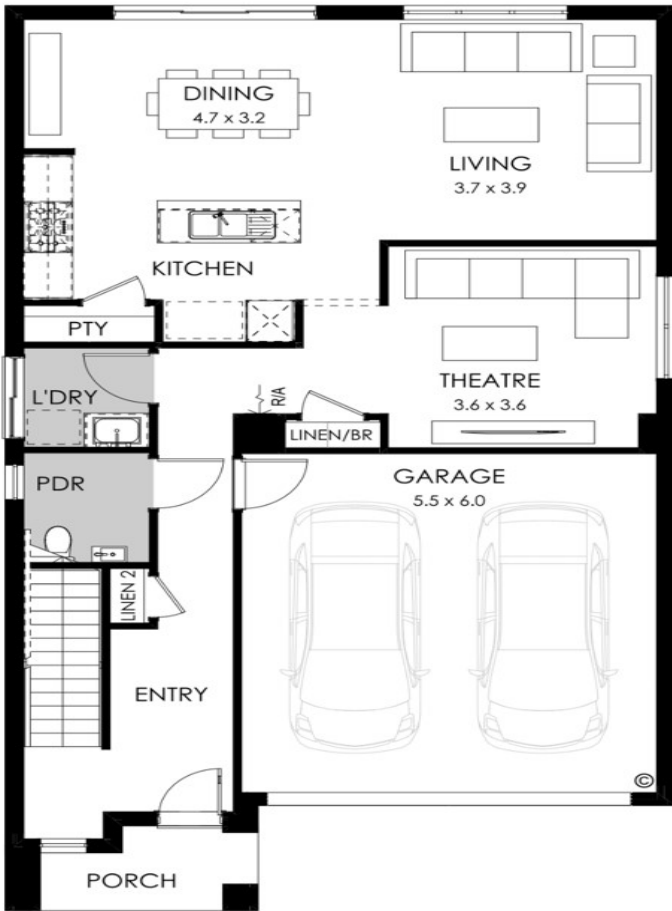 DINING
4.7 x 3.2
LIVING
3.7 x 3.9
KITCHEN
PTY
THEATRE
3.6 x 3.6
L'DRY
R/A
LINEN/BR
PDR
GARAGE
5.5 x 6.0
LINEN 2
ENTRY
©
PORCH